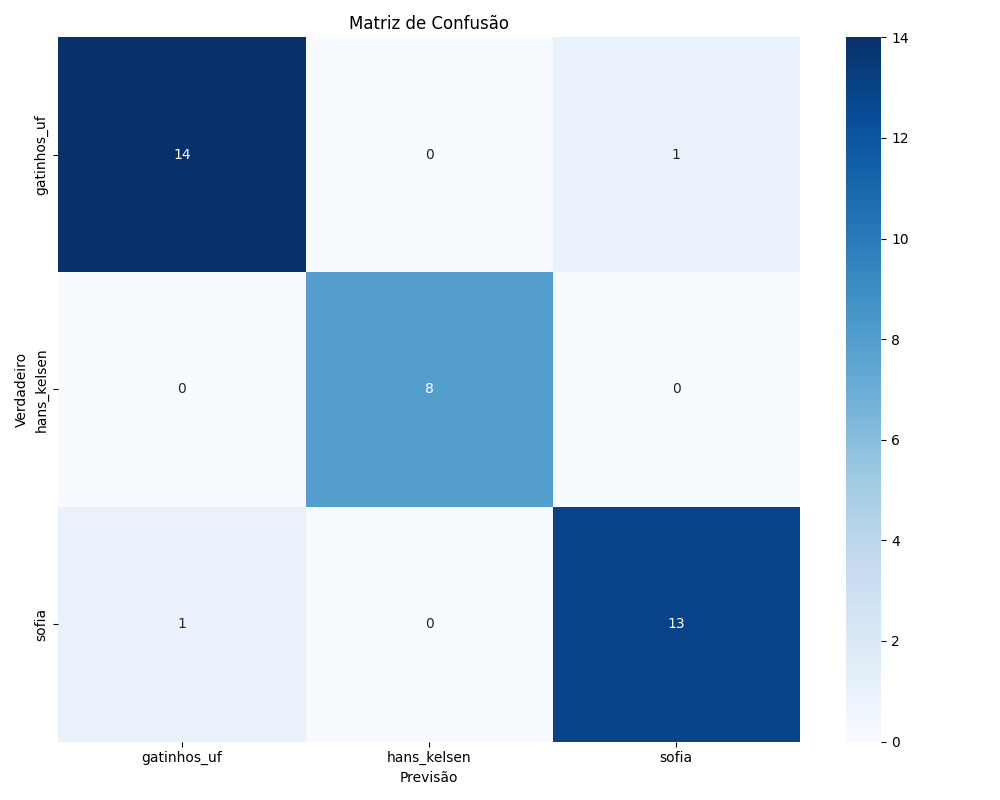 Matriz de Confusão
gatinhos_uf
14
0
1
Verdadeiro
hans_kelsen
0
8
0
sofia
1
0
13
gatinhos_uf
hans_kelsen
sofia
Previsão
14
12
10
8
6
4
2
0